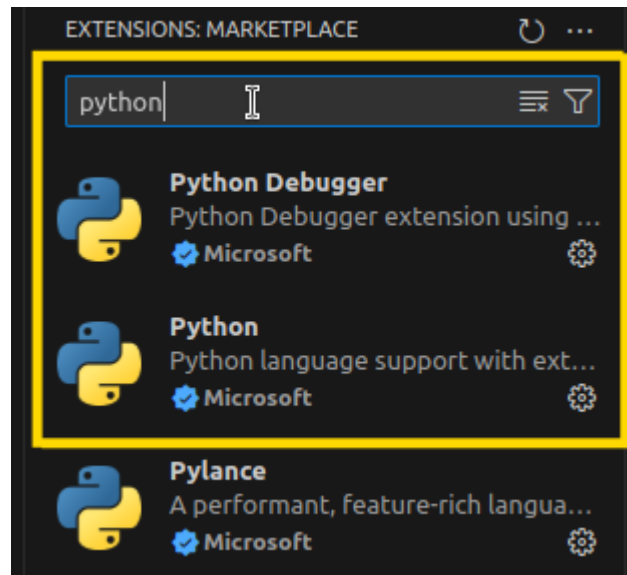 EXTENSIONS: MARKETPLACE
python
Python Debugger
Python Debugger extension using ...
Microsoft
Python
Python language support with ext...
Microsoft
Pylance
A performant, feature-rich langua...
Microsoft